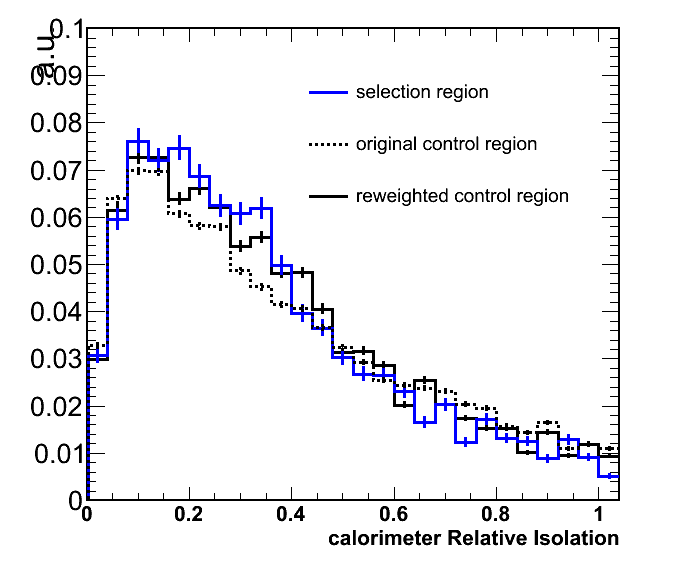 0.1
a.u.
0.09
0.08
0.07
0.06
0.05
0.04
0.03
0.02
0.01
0
selection region
original control region
reweighted control region
0 0.2 0.4 0.6 0.8 1
calorimeter Relative Isolation